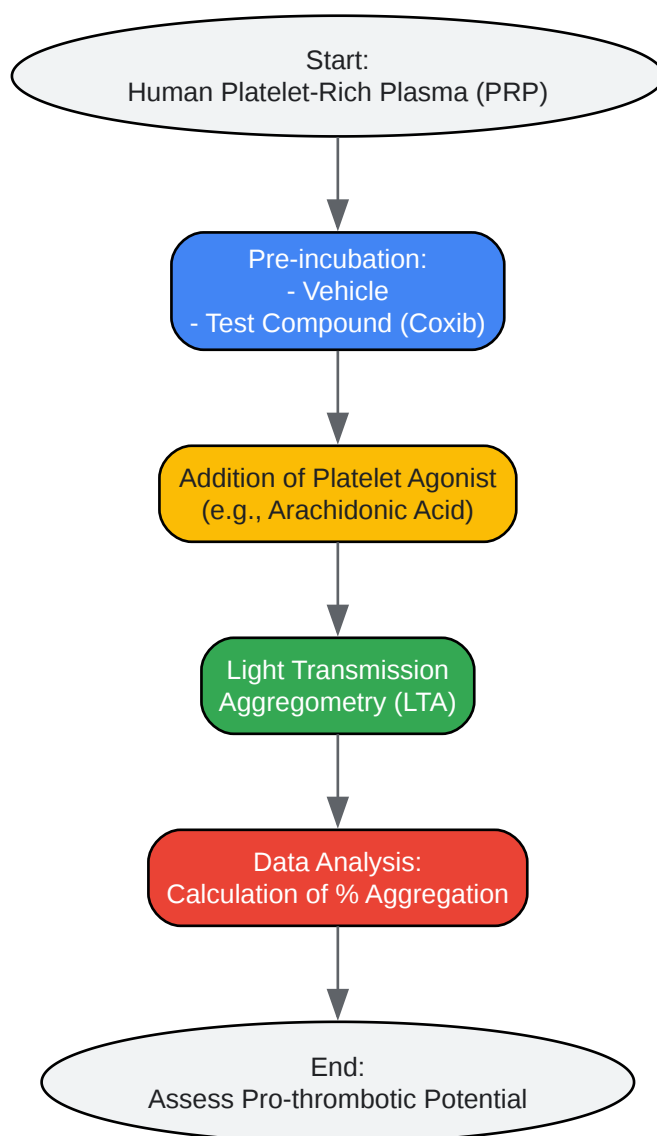 Start:
Human Platelet-Rich Plasma (PRP)
Pre-incubation:
- Vehicle
- Test Compound (Coxib)
Addition of Platelet Agonist
(e.g., Arachidonic Acid)
Light Transmission
Aggregometry (LTA)
Data Analysis:
Calculation of % Aggregation
End:
Assess Pro-thrombotic Potential